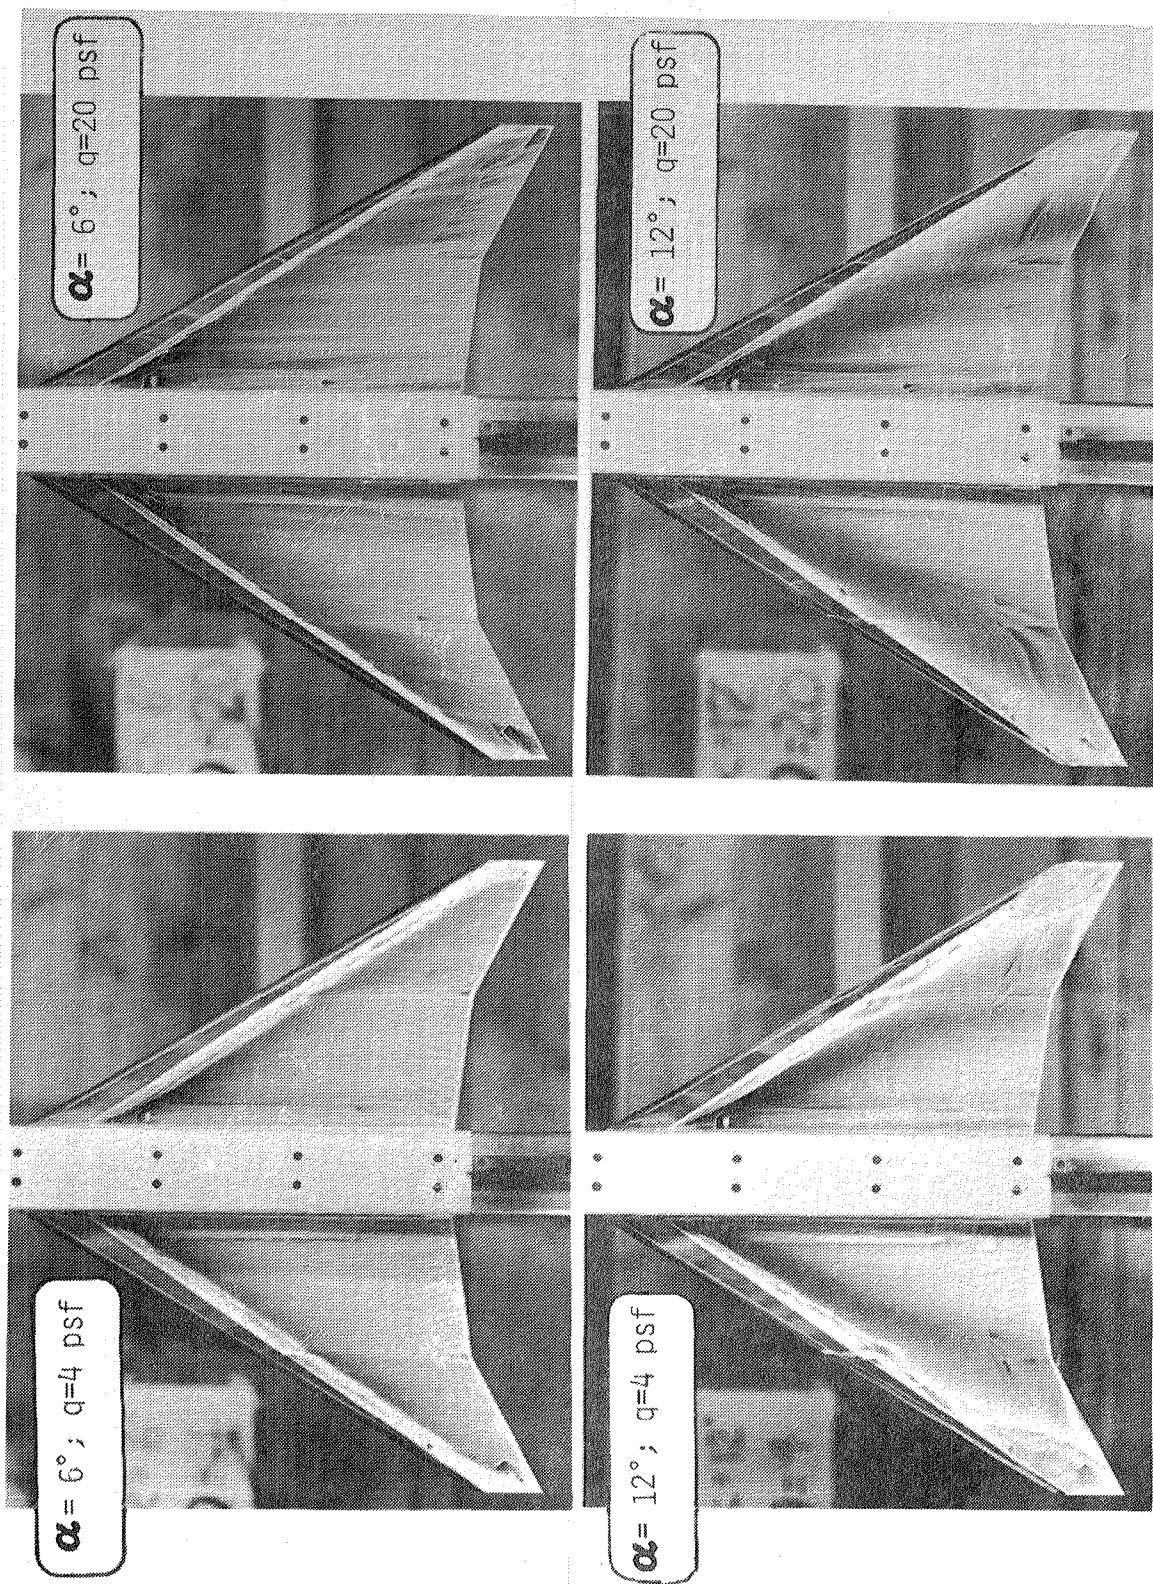 α= 6°; q=20 psf
α= 12°; q=20 psf
α= 6°; q=4 psf
α= 12°; q=4 psf